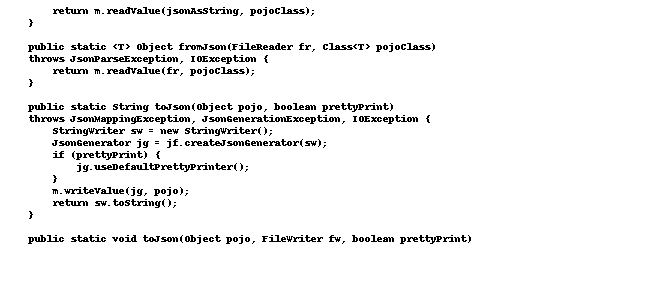 return m.readValue(jsonAsString, pojoClass);
}
public static <T> Object fromJson(FileReader fr, Class<T> pojoClass)
throws JsonParseException, IOException {
return m.readValue(fr, pojoClass);
}
public static String toJson(Object pojo, boolean prettyPrint)
throws JsonMappingException, JsonGenerationException, IOException {
StringWriter sw = new StringWriter();
JsonGenerator jg = jf.createJsonGenerator(sw);
if (prettyPrint) {
jg.useDefaultPrettyPrinter();
}
m.writeValue(jg, pojo);
return sw.toString();
}
public static void toJson(Object pojo, FileWriter fw, boolean prettyPrint)